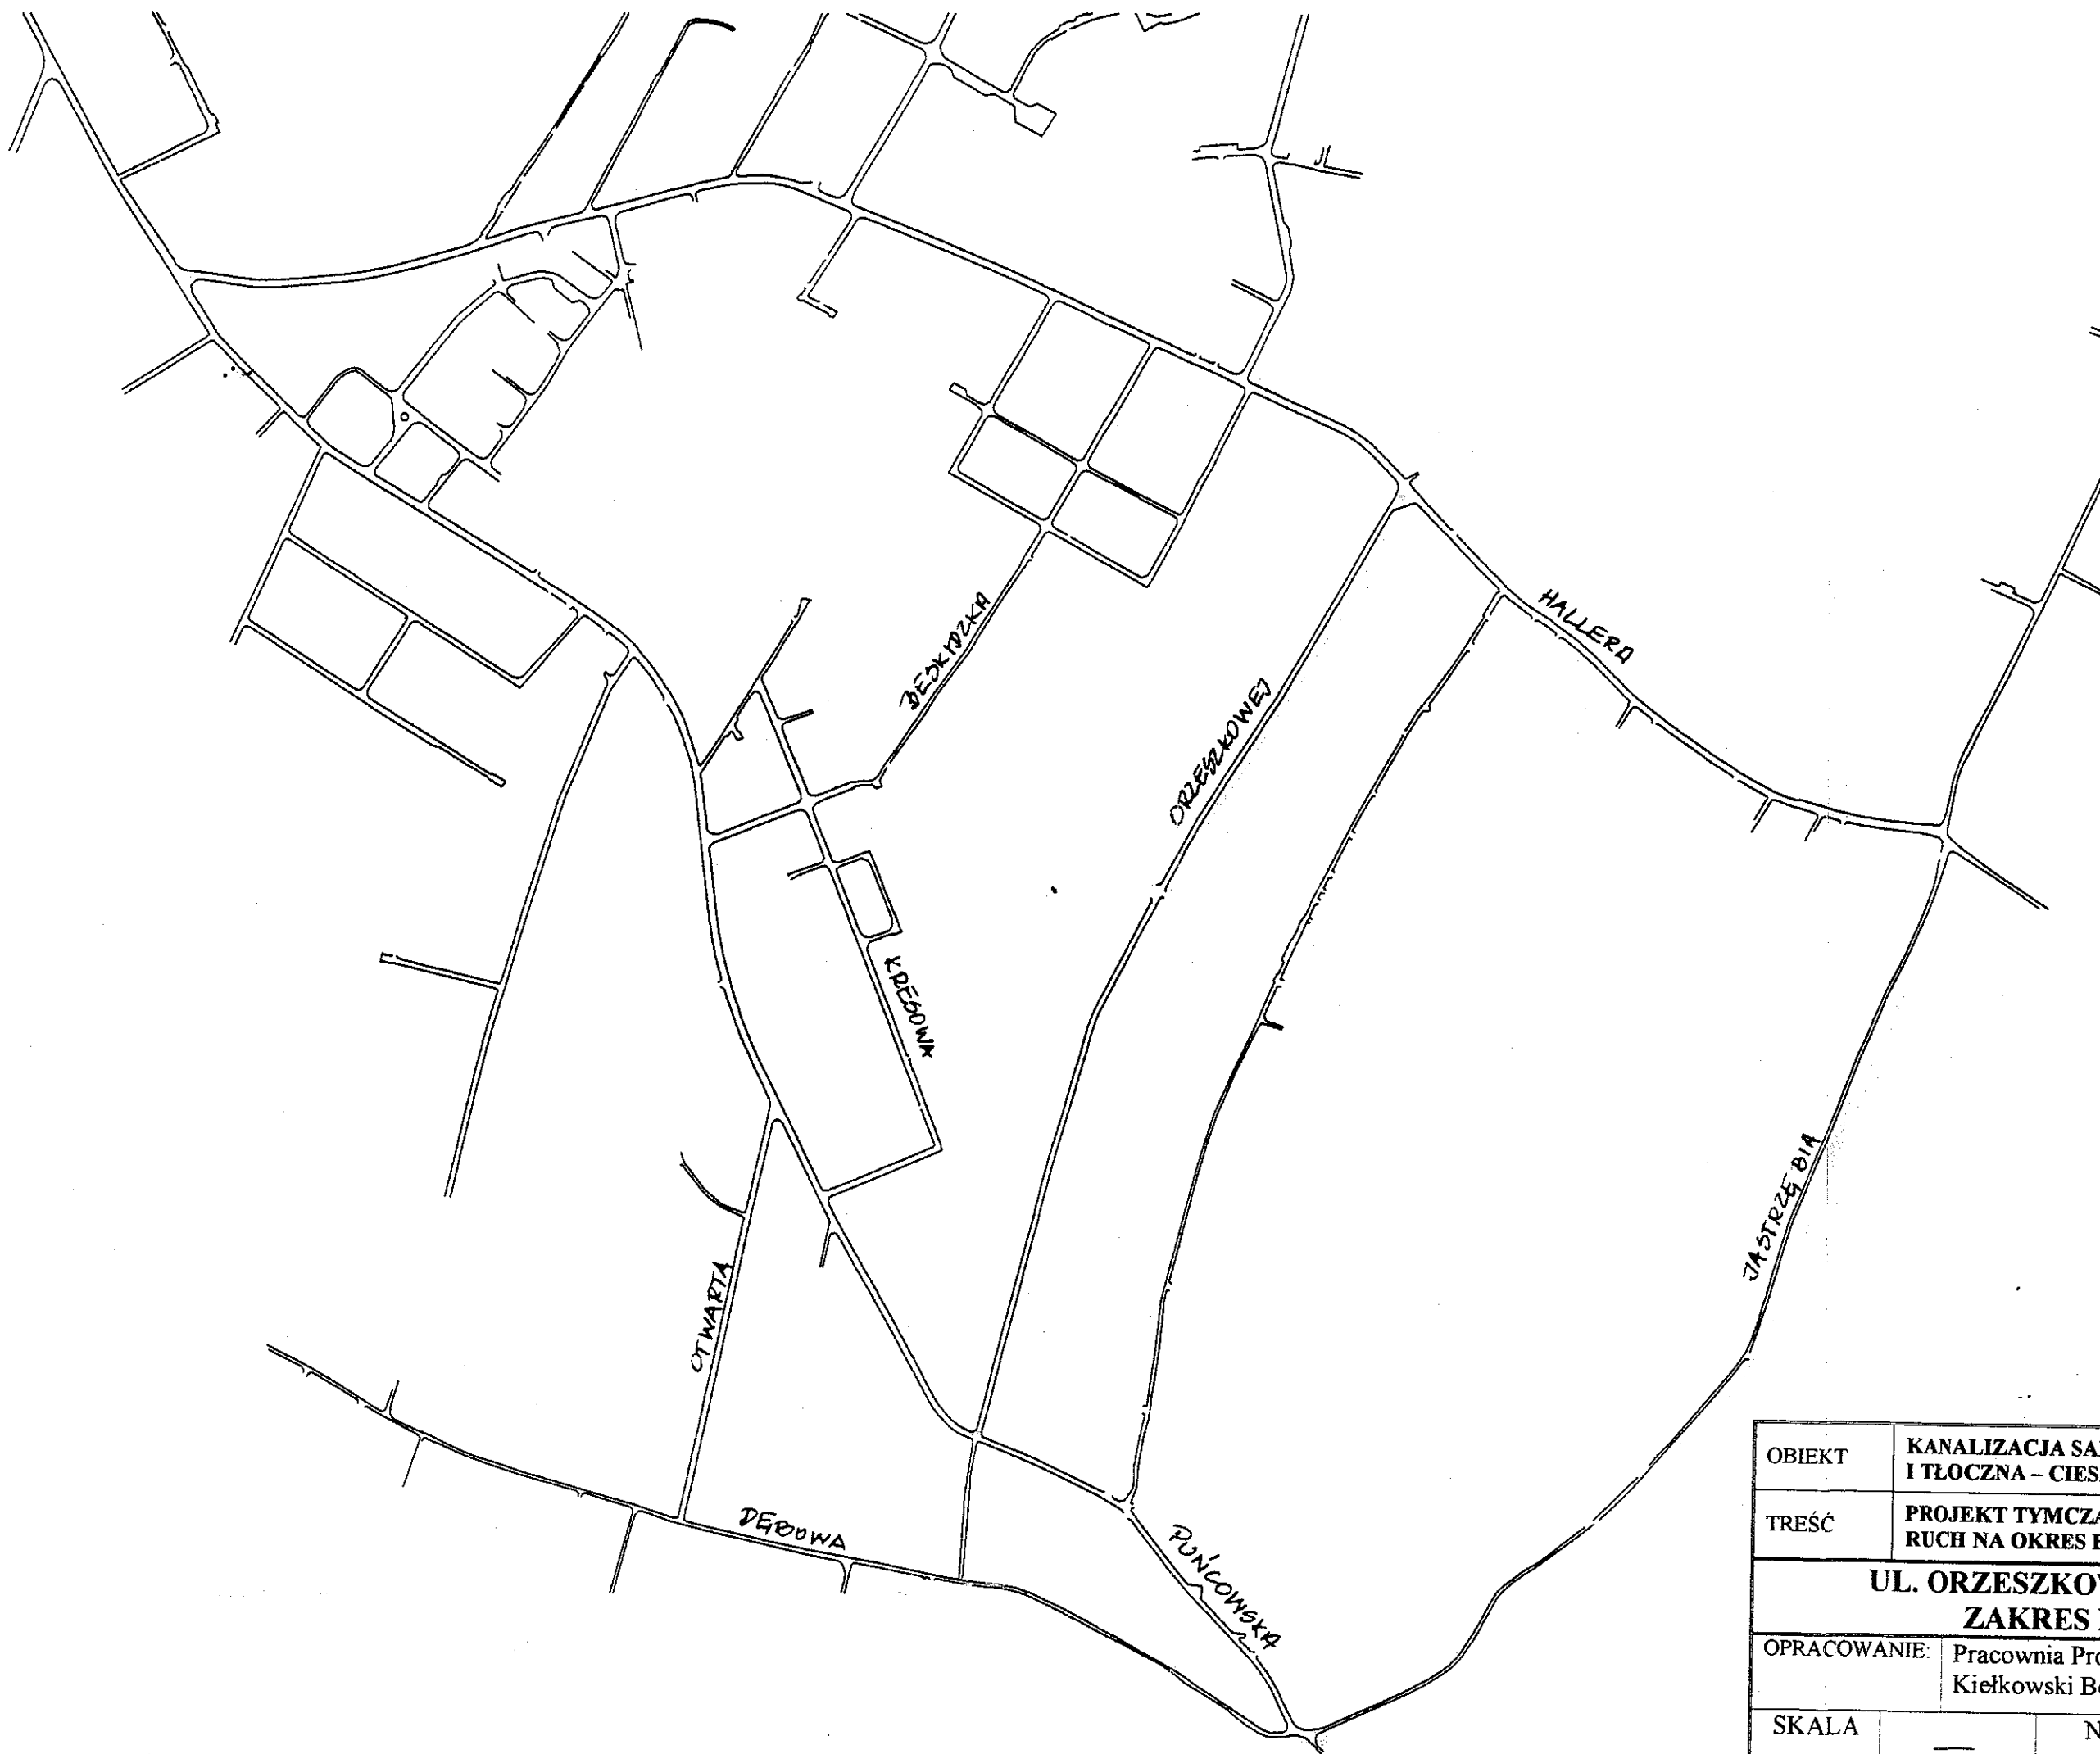 HALLERA
BESKIDZKA
ORZESZKOWEJ
KRESOWA
JASTRZĘBIA
OTWARTA
DĘBOWA
PUŃCOWSKA
OBIEKT
KANALIZACJA SA
I TŁOCZNA – CIES
TREŚĆ
PROJEKT TYMCZA
RUCH NA OKRES
UL. ORZESZKO
ZAKRES
OPRACOWANIE:
Pracownia Pro
Kiełkowski B
SKALA
—
N